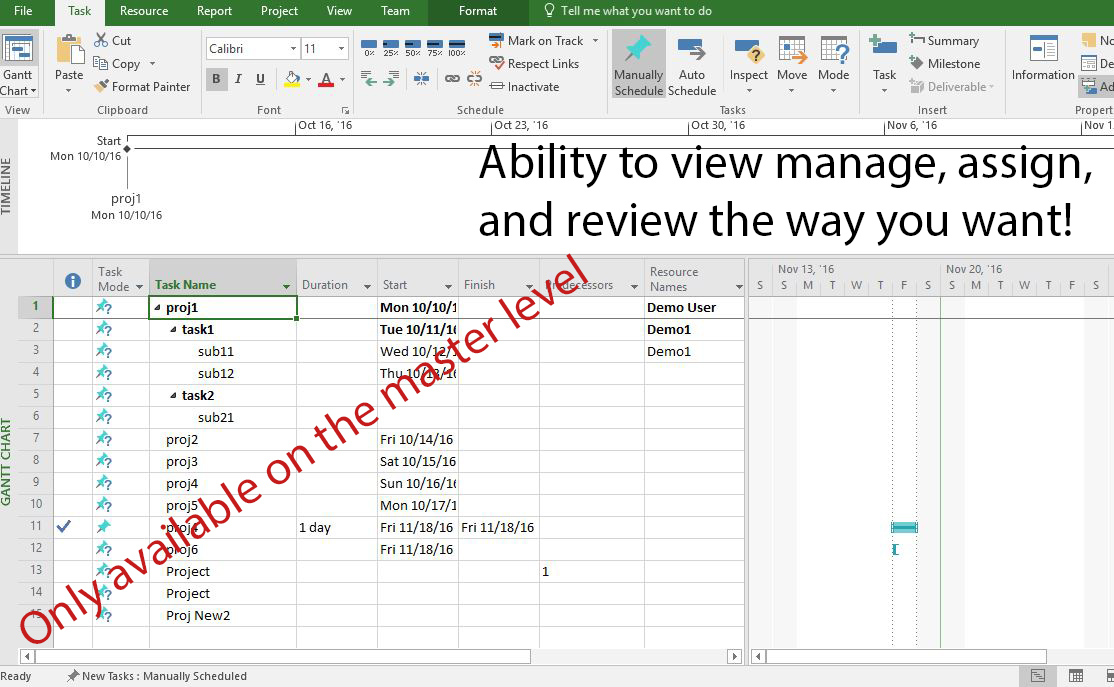 File Task Resource Report Project View Team Format Tell me what you want to do
Gantt Chart
View
Paste
Cut
Copy
Format Painter
Clipboard
Calibri 11
B I U A
Font
0% 25% 50% 75% 100%
Mark on Track
Respect Links
Inactivate
Schedule
Manually Schedule
Auto Schedule
Inspect Move Mode
Tasks
Task
Summary
Milestone
Deliverable
Insert
Information
No
De
Ad
Propert
TIMELINE
Oct 16, '16 Oct 23, '16 Oct 30, '16 Nov 6, '16 Nov 1
Start
Mon 10/10/16
proj1
Mon 10/10/16
Ability to view manage, assign,
and review the way you want!
Only available on the master level
GANTT CHART
Task Mode Task Name Duration Start Finish Predecessors Resource Names
Nov 13, '16 Nov 20, '16
S S M T W T F S S M T W T F S
1 proj1 Mon 10/10/1 Demo User
2 task1 Tue 10/11/16 Demo1
3 sub11 Wed 10/12/1 Demo1
4 sub12 Thu 10/13/16
5 task2
6 sub21
7 proj2 Fri 10/14/16
8 proj3 Sat 10/15/16
9 proj4 Sun 10/16/16
10 proj5 Mon 10/17/1
11 1 day Fri 11/18/16 Fri 11/18/16
12 proj6 Fri 11/18/16
13 Project 1
14 Project
15 Proj New2
Ready New Tasks : Manually Scheduled